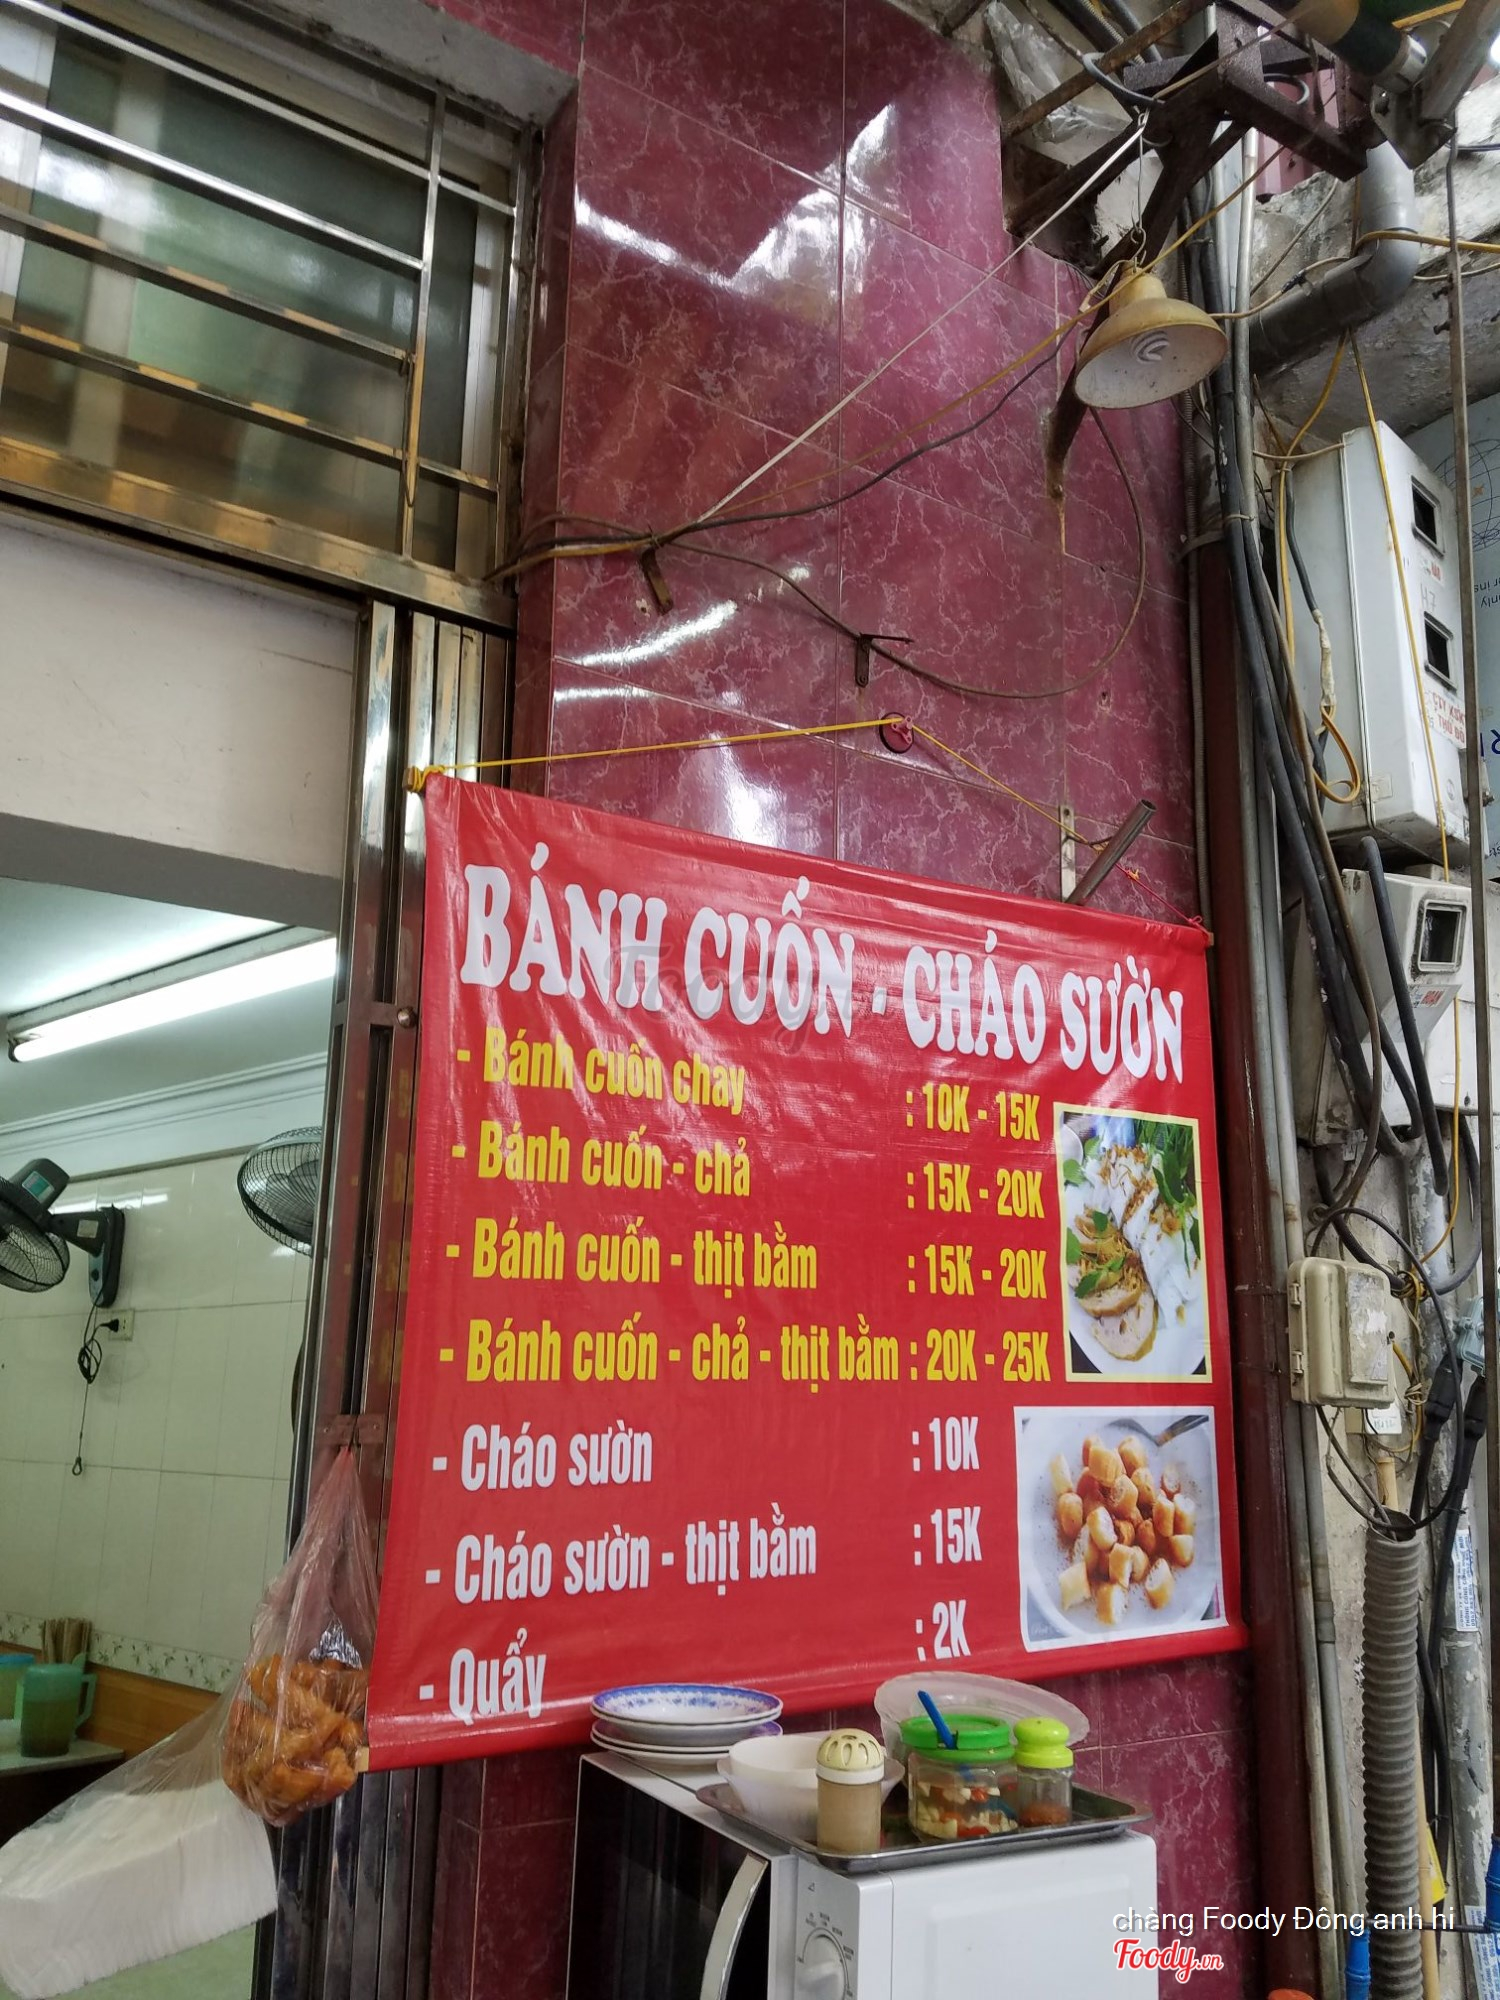 BÁNH CUỐN - CHÁO SƯỜN
- Bánh cuốn chay : 10K - 15K
- Bánh cuốn - chả : 15K - 20K
- Bánh cuốn - thịt bằm : 15K - 20K
- Bánh cuốn - chả - thịt bằm : 20K - 25K
- Cháo sườn : 10K
- Cháo sườn - thịt bằm : 15K
- Quẩy : 2K
H7
chàng Foody Đông anh hi
Foody.vn